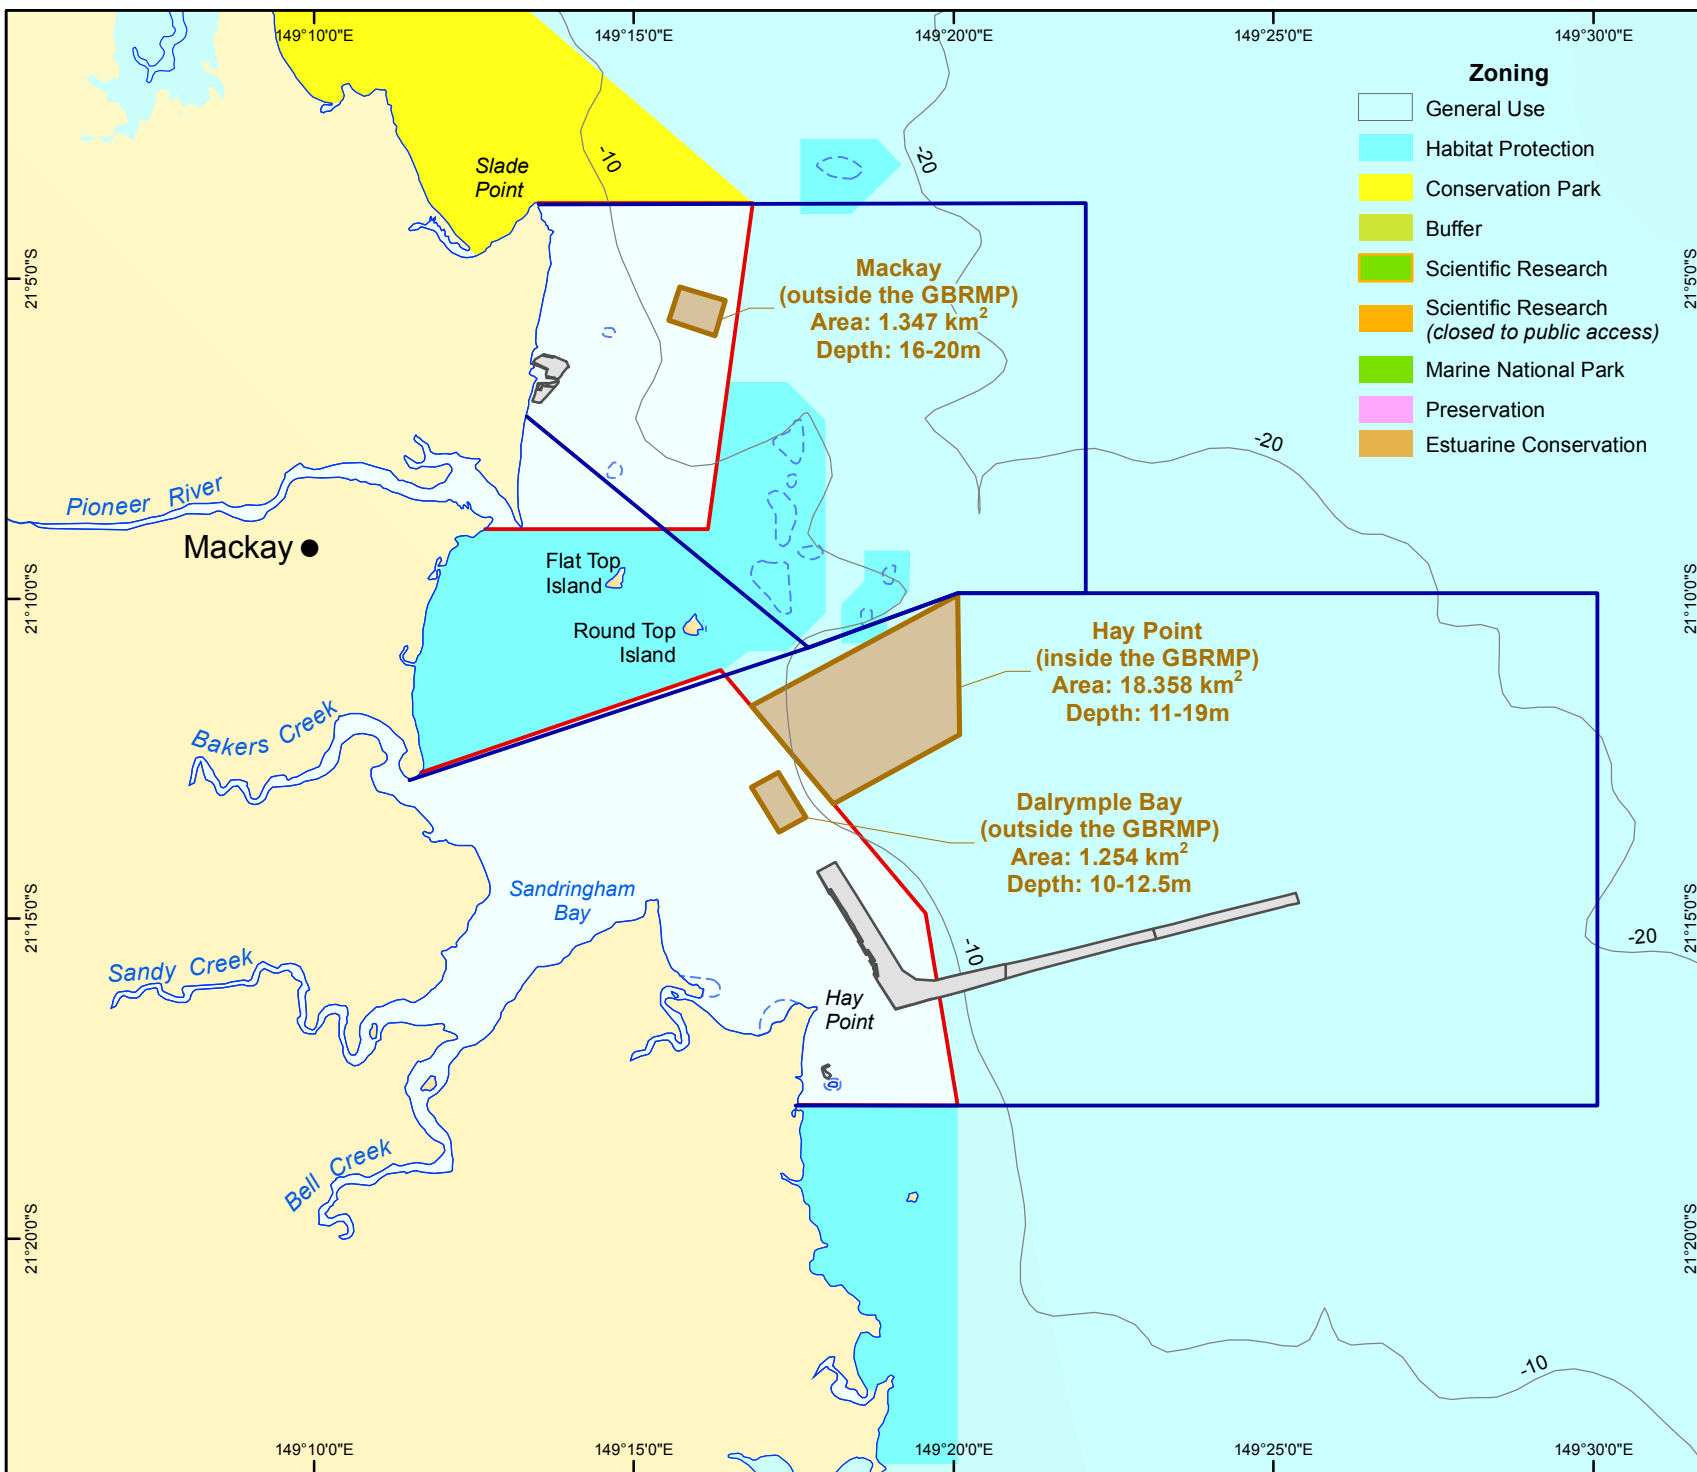 149°10'0"E
149°15'0"E
149°20'0"E
149°25'0"E
149°30'0"E
Zoning
General Use
Habitat Protection
Conservation Park
Buffer
Scientific Research
Scientific Research
(closed to public access)
Marine National Park
Preservation
Estuarine Conservation
-10
-20
Slade
Point
21°5'0"S
21°5'0"S
Mackay
(outside the GBRMP)
Area: 1.347 km²
Depth: 16-20m
-20
Pioneer River
Mackay
Flat Top
Island
Round Top
Island
21°10'0"S
21°10'0"S
Hay Point
(inside the GBRMP)
Area: 18.358 km²
Depth: 11-19m
Bakers Creek
Dalrymple Bay
(outside the GBRMP)
Area: 1.254 km²
Depth: 10-12.5m
Sandringham
Bay
21°15'0"S
21°15'0"S
-10
-20
Sandy Creek
Hay
Point
Bell Creek
21°20'0"S
21°20'0"S
-10
149°10'0"E
149°15'0"E
149°20'0"E
149°25'0"E
149°30'0"E